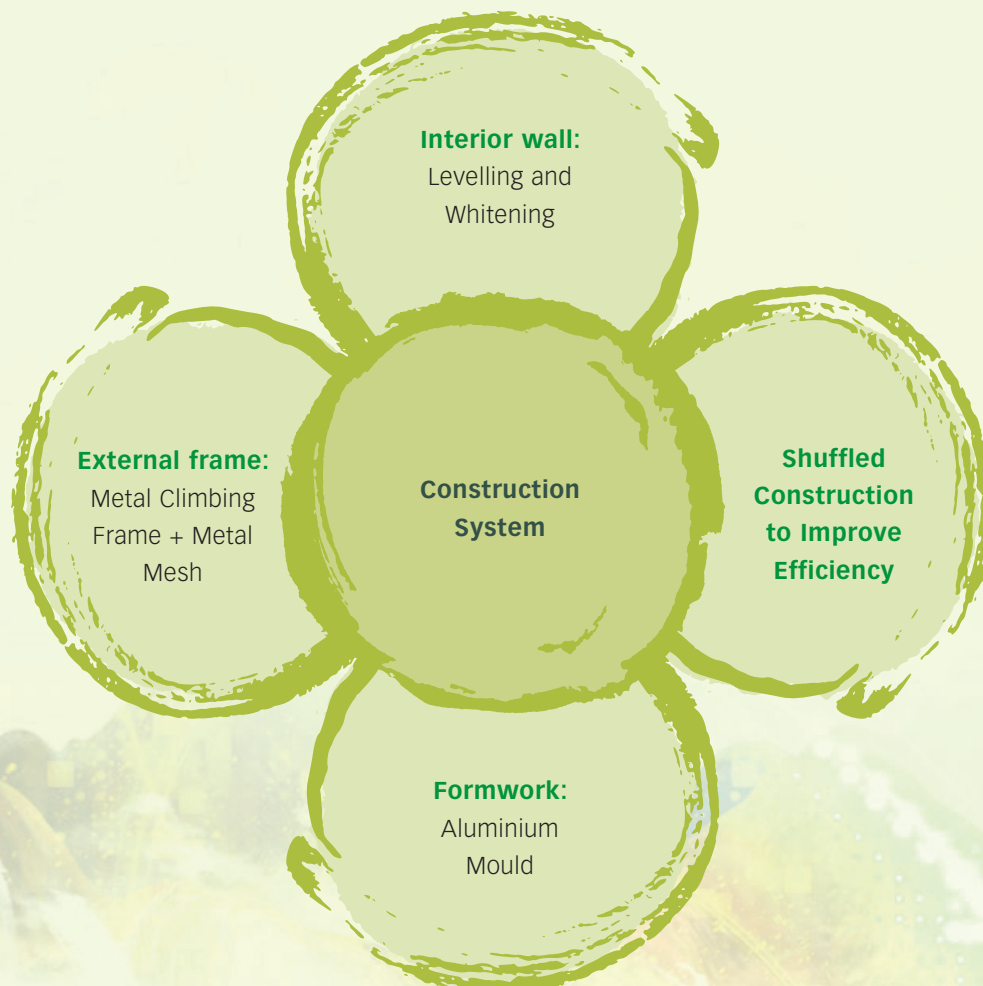 Interior wall:
Levelling and
Whitening
External frame:
Metal Climbing
Frame + Metal
Mesh
Construction
System
Shuffled
Construction
to Improve
Efficiency
Formwork:
Aluminium
Mould